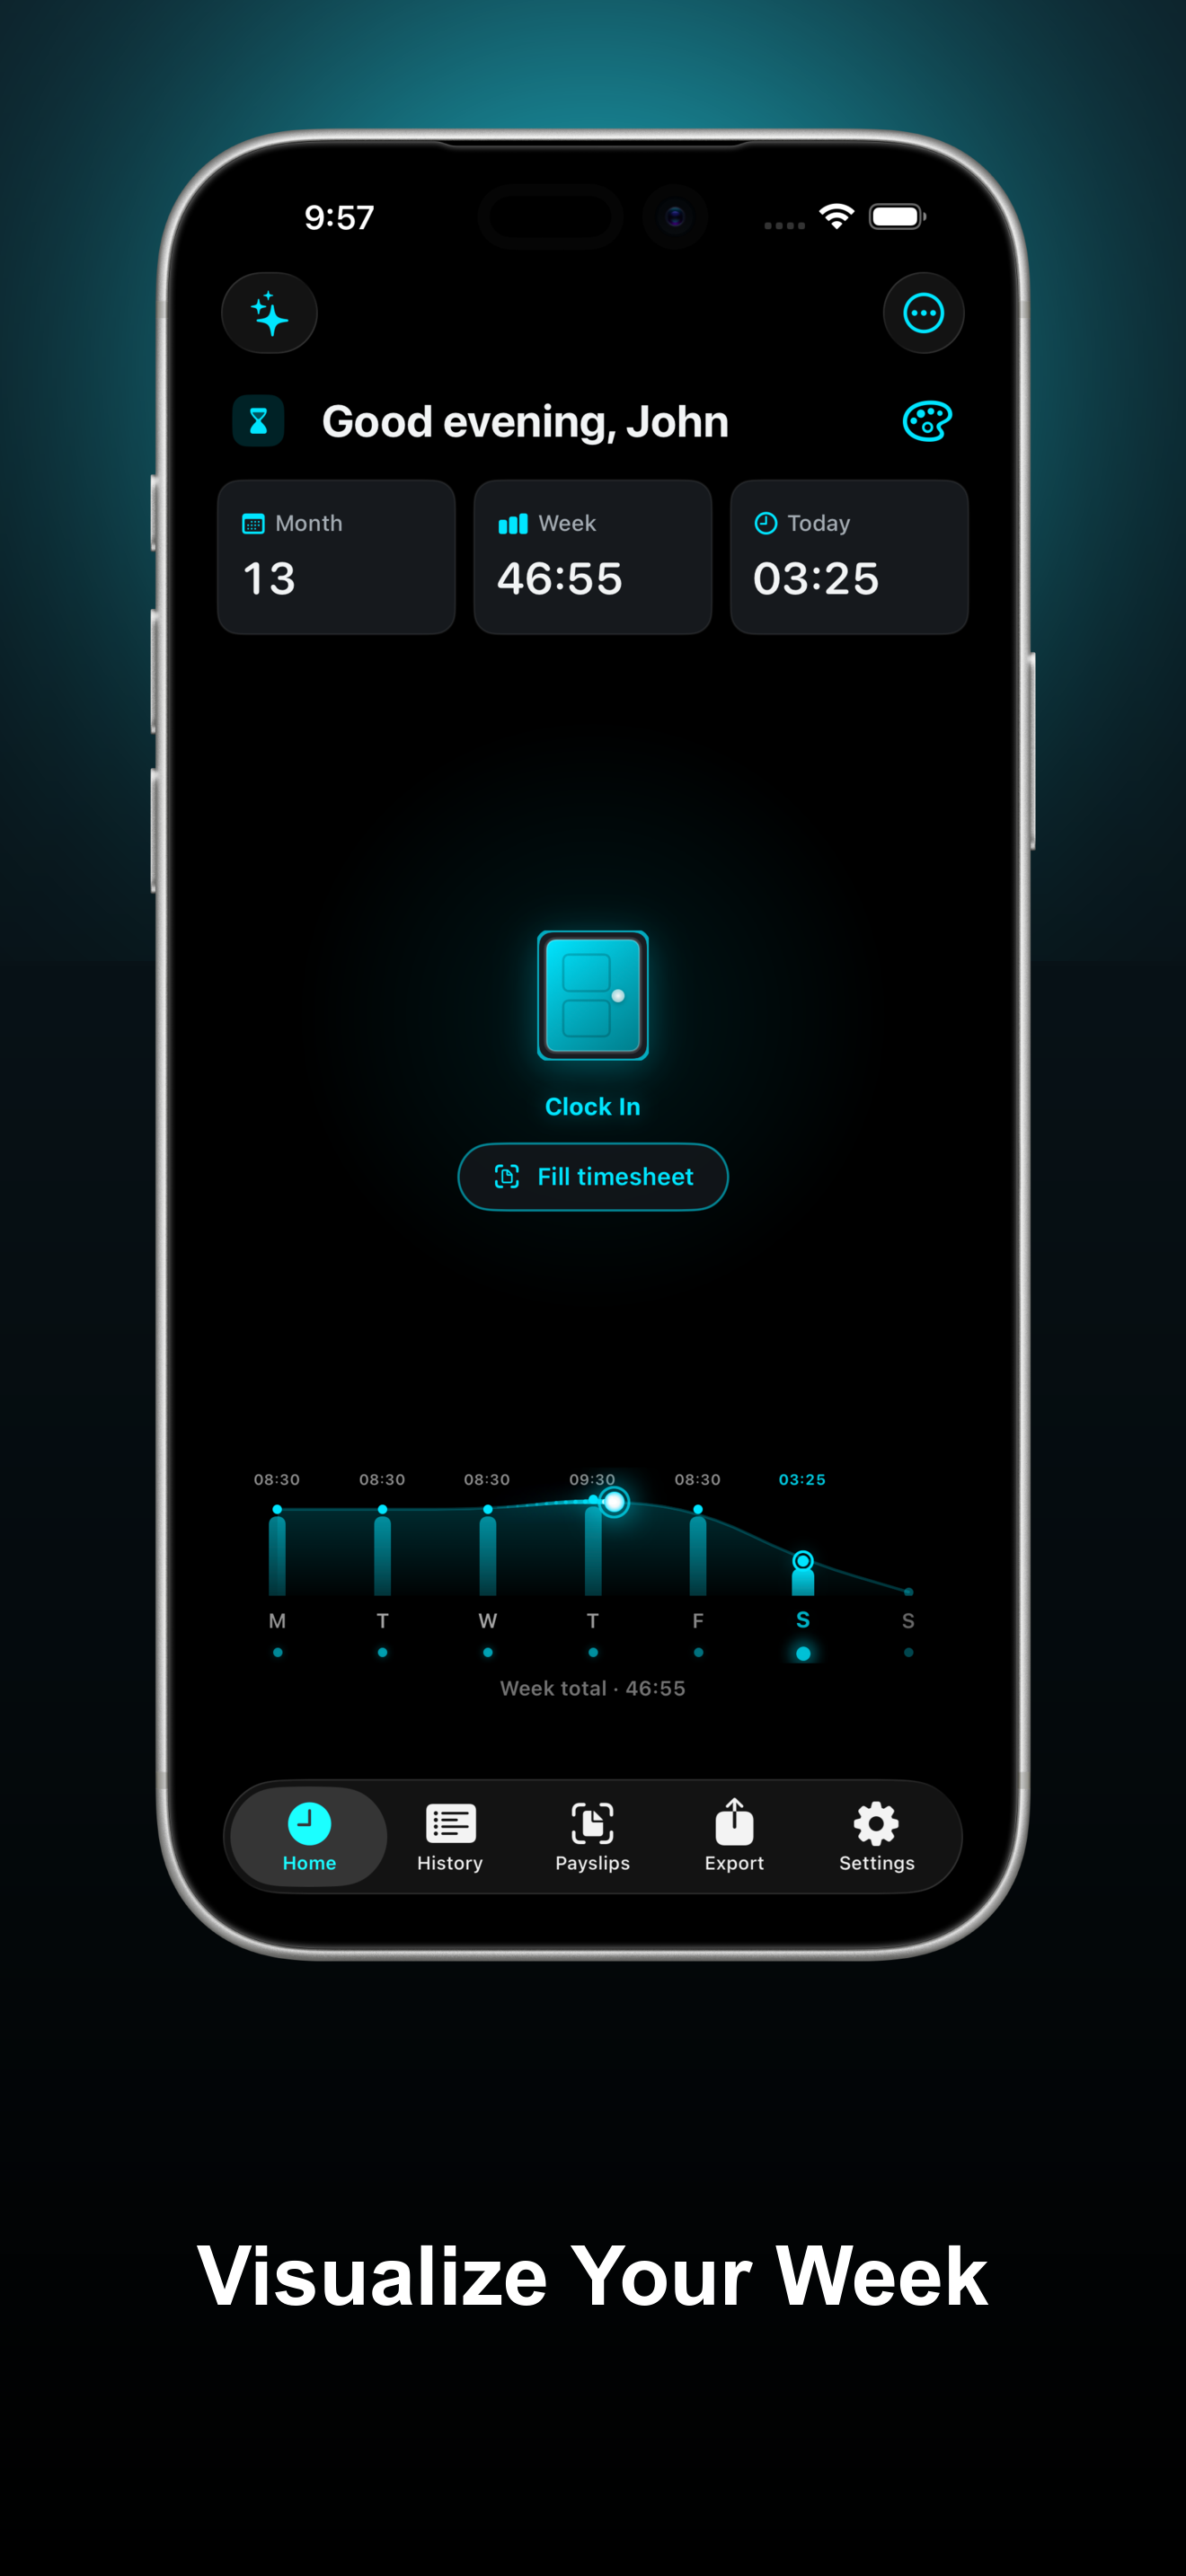 9:57
Good evening, John
Month
13
Week
46:55
Today
03:25
Clock In
Fill timesheet
08:30 08:30 08:30 09:30 08:30 03:25
M T W T F S S
Week total · 46:55
Home History Payslips Export Settings
Visualize Your Week